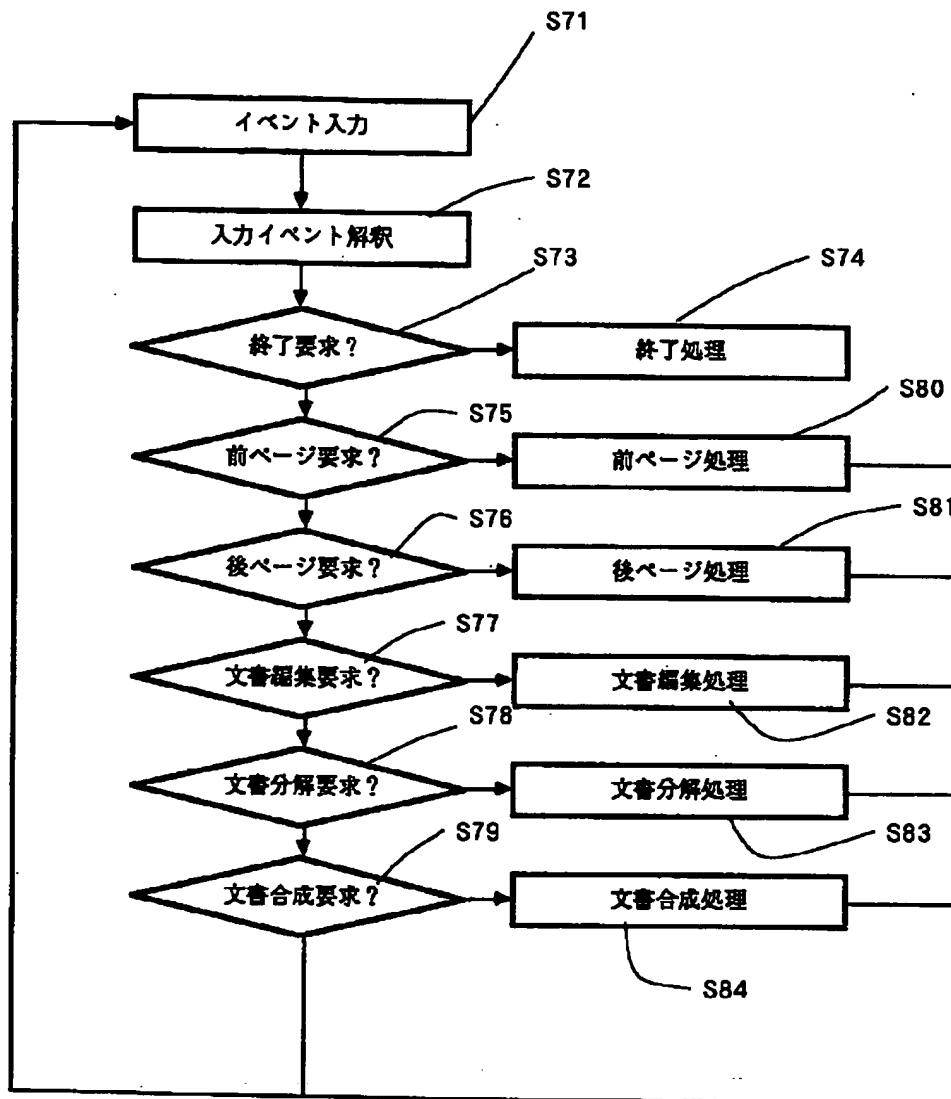 S71
イベント入力
S72
入力イベント解釈
S73
S74
終了要求？
終了処理
S75
S80
前ページ要求？
前ページ処理
S76
S81
後ページ要求？
後ページ処理
S77
文書編集要求？
文書編集処理
S82
S78
文書分解要求？
文書分解処理
S83
S79
文書合成要求？
文書合成処理
S84